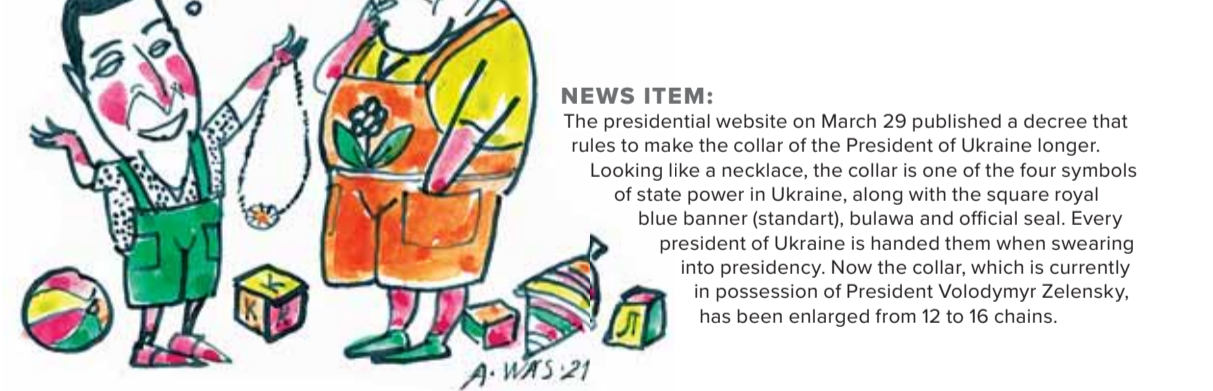 NEWS ITEM:
The presidential website on March 29 published a decree that
rules to make the collar of the President of Ukraine longer.
Looking like a necklace, the collar is one of the four symbols
of state power in Ukraine, along with the square royal
blue banner (standart), bulawa and official seal. Every
president of Ukraine is handed them when swearing
into presidency. Now the collar, which is currently
in possession of President Volodymyr Zelensky,
has been enlarged from 12 to 16 chains.
К
К
Л
A. WAS '21